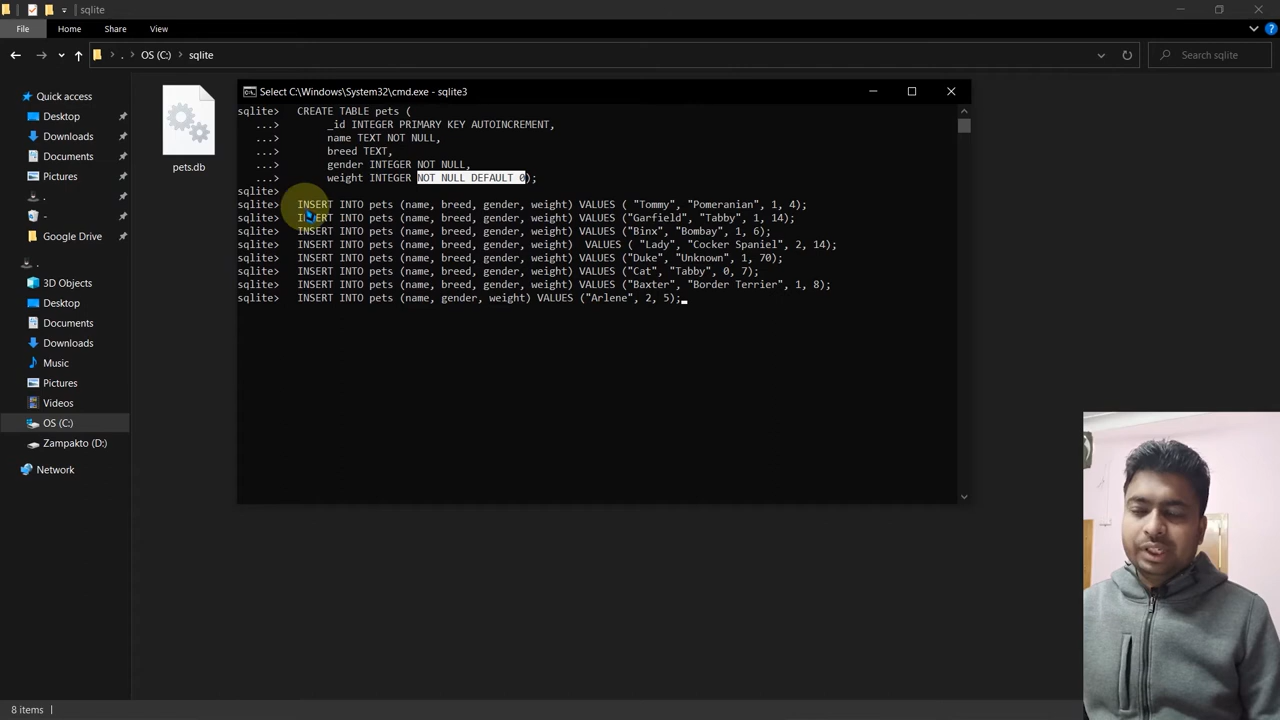 sqlite
File
Home
Share
View
. OS (C:) sqlite
Search sqlite
Quick access
Desktop
Downloads
Documents
Pictures
.
-
Google Drive
.
3D Objects
Desktop
Documents
Downloads
Music
Pictures
Videos
OS (C:)
Zampakto (D:)
Network
pets.db
Select C:\Windows\System32\cmd.exe - sqlite3
sqlite> CREATE TABLE pets (
...> _id INTEGER PRIMARY KEY AUTOINCREMENT,
...> name TEXT NOT NULL,
...> breed TEXT,
...> gender INTEGER NOT NULL,
...> weight INTEGER NOT NULL DEFAULT 0);
sqlite>
sqlite> INSERT INTO pets (name, breed, gender, weight) VALUES ( "Tommy", "Pomeranian", 1, 4);
sqlite> INSERT INTO pets (name, breed, gender, weight) VALUES ("Garfield", "Tabby", 1, 14);
sqlite> INSERT INTO pets (name, breed, gender, weight) VALUES ("Binx", "Bombay", 1, 6);
sqlite> INSERT INTO pets (name, breed, gender, weight)  VALUES ( "Lady", "Cocker Spaniel", 2, 14);
sqlite> INSERT INTO pets (name, breed, gender, weight) VALUES ("Duke", "Unknown", 1, 70);
sqlite> INSERT INTO pets (name, breed, gender, weight) VALUES ("Cat", "Tabby", 0, 7);
sqlite> INSERT INTO pets (name, breed, gender, weight) VALUES ("Baxter", "Border Terrier", 1, 8);
sqlite> INSERT INTO pets (name, gender, weight) VALUES ("Arlene", 2, 5);
8 items